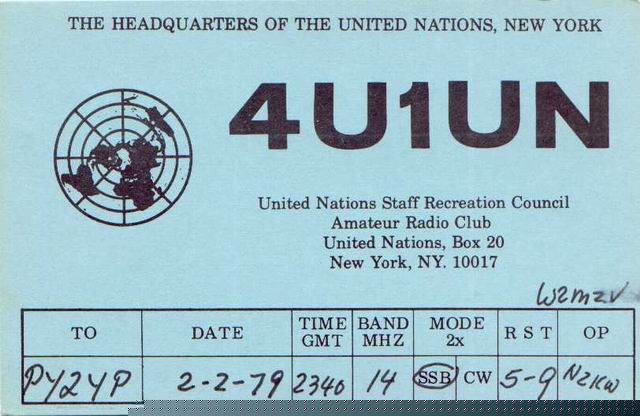 THE HEADQUARTERS OF THE UNITED NATIONS, NEW YORK
4U1UN
United Nations Staff Recreation Council
Amateur Radio Club
United Nations, Box 20
New York, NY. 10017
W2MZV
TO DATE TIME GMT BAND MHZ MODE 2x R S T OP
PY2YP 2-2-79 2340 14 SSB CW 5-9 N2KW